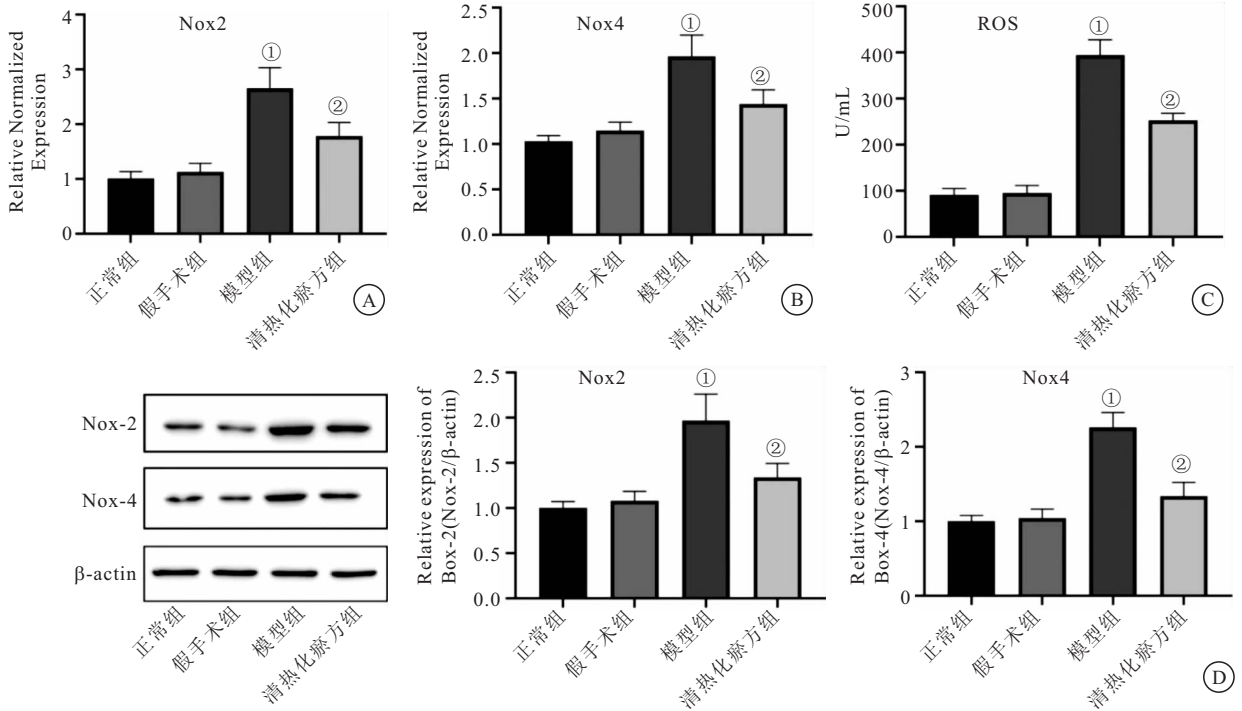 Nox2
Relative Normalized
Expression
4
3
2
1
0
①
②
正常组
假手术组
模型组
清热化瘀方组
A
Nox4
Relative Normalized
Expression
2.5
2.0
1.5
1.0
0.5
0.0
①
②
正常组
假手术组
模型组
清热化瘀方组
B
ROS
U/mL
500
400
300
200
100
0
①
②
正常组
假手术组
模型组
清热化瘀方组
C
Nox-2
Nox-4
β-actin
正常组
假手术组
模型组
清热化瘀方组
Nox2
Relative expression of
Box-2(Nox-2/β-actin)
2.5
2.0
1.5
1.0
0.5
0.0
①
②
正常组
假手术组
模型组
清热化瘀方组
Nox4
Relative expression of
Box-4(Nox-4/β-actin)
3
2
1
0
①
②
正常组
假手术组
模型组
清热化瘀方组
D